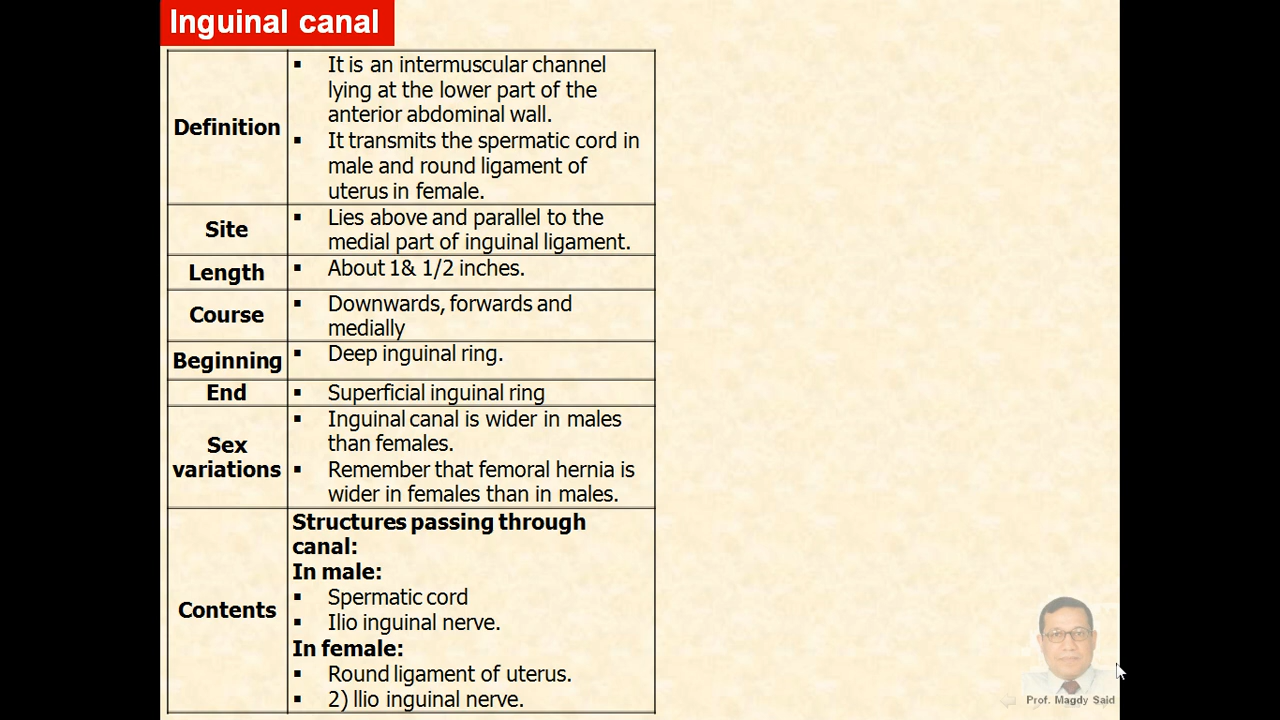 Inguinal canal
Definition
▪ It is an intermuscular channel
lying at the lower part of the
anterior abdominal wall.
▪ It transmits the spermatic cord in
male and round ligament of
uterus in female.
Site
▪ Lies above and parallel to the
medial part of inguinal ligament.
Length
▪ About 1& 1/2 inches.
Course
▪ Downwards, forwards and
medially
Beginning
▪ Deep inguinal ring.
End
▪ Superficial inguinal ring
Sex
variations
▪ Inguinal canal is wider in males
than females.
▪ Remember that femoral hernia is
wider in females than in males.
Contents
Structures passing through
canal:
In male:
▪ Spermatic cord
▪ Ilio inguinal nerve.
In female:
▪ Round ligament of uterus.
▪ 2) llio inguinal nerve.
Prof. Magdy Said